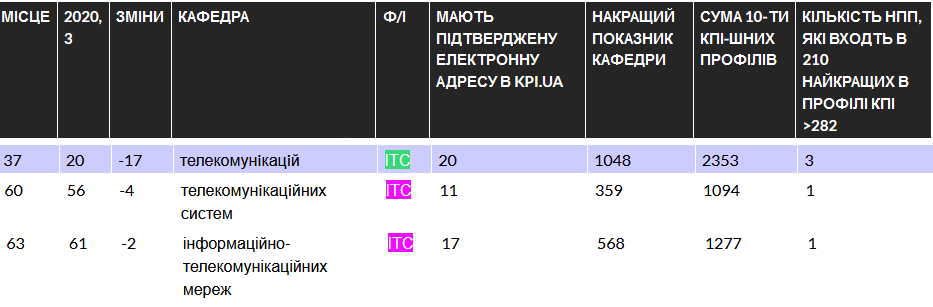 МІСЦЕ 2020, 3 ЗМІНИ КАФЕДРА Ф/І МАЮТЬ ПІДТВЕРДЖЕНУ ЕЛЕКТРОННУ АДРЕСУ В KPI.UA НАКРАЩИЙ ПОКАЗНИК КАФЕДРИ СУМА 10-ТИ КПІ-ШНИХ ПРОФІЛІВ КІЛЬКІСТЬ НПП, ЯКІ ВХОДТЬ В 210 НАЙКРАЩИХ В ПРОФІЛІ КПІ >282
37 20 -17 телекомунікацій ІТС 20 1048 2353 3
60 56 -4 телекомунікаційних систем ІТС 11 359 1094 1
63 61 -2 інформаційно-телекомунікаційних мереж ІТС 17 568 1277 1